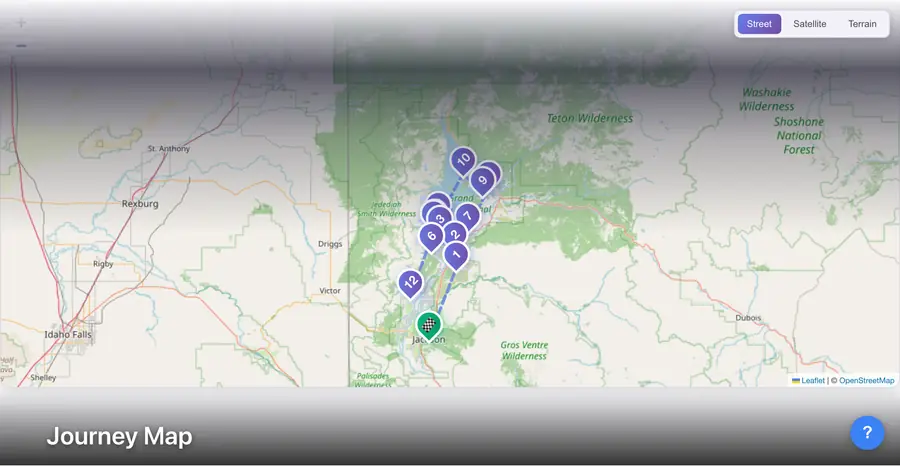 +
−
Street Satellite Terrain
Washakie
Wilderness
Teton Wilderness
Shoshone
National
Forest
St. Anthony
10
9
Rexburg
Jedediah
Smith Wilderness
3
7
6
2
Driggs
1
Rigby
12
Victor
Dubois
Idaho Falls
Jackson
Gros Ventre
Wilderness
Shelley
Palisades
Wilderness
Leaflet | © OpenStreetMap
Journey Map
?